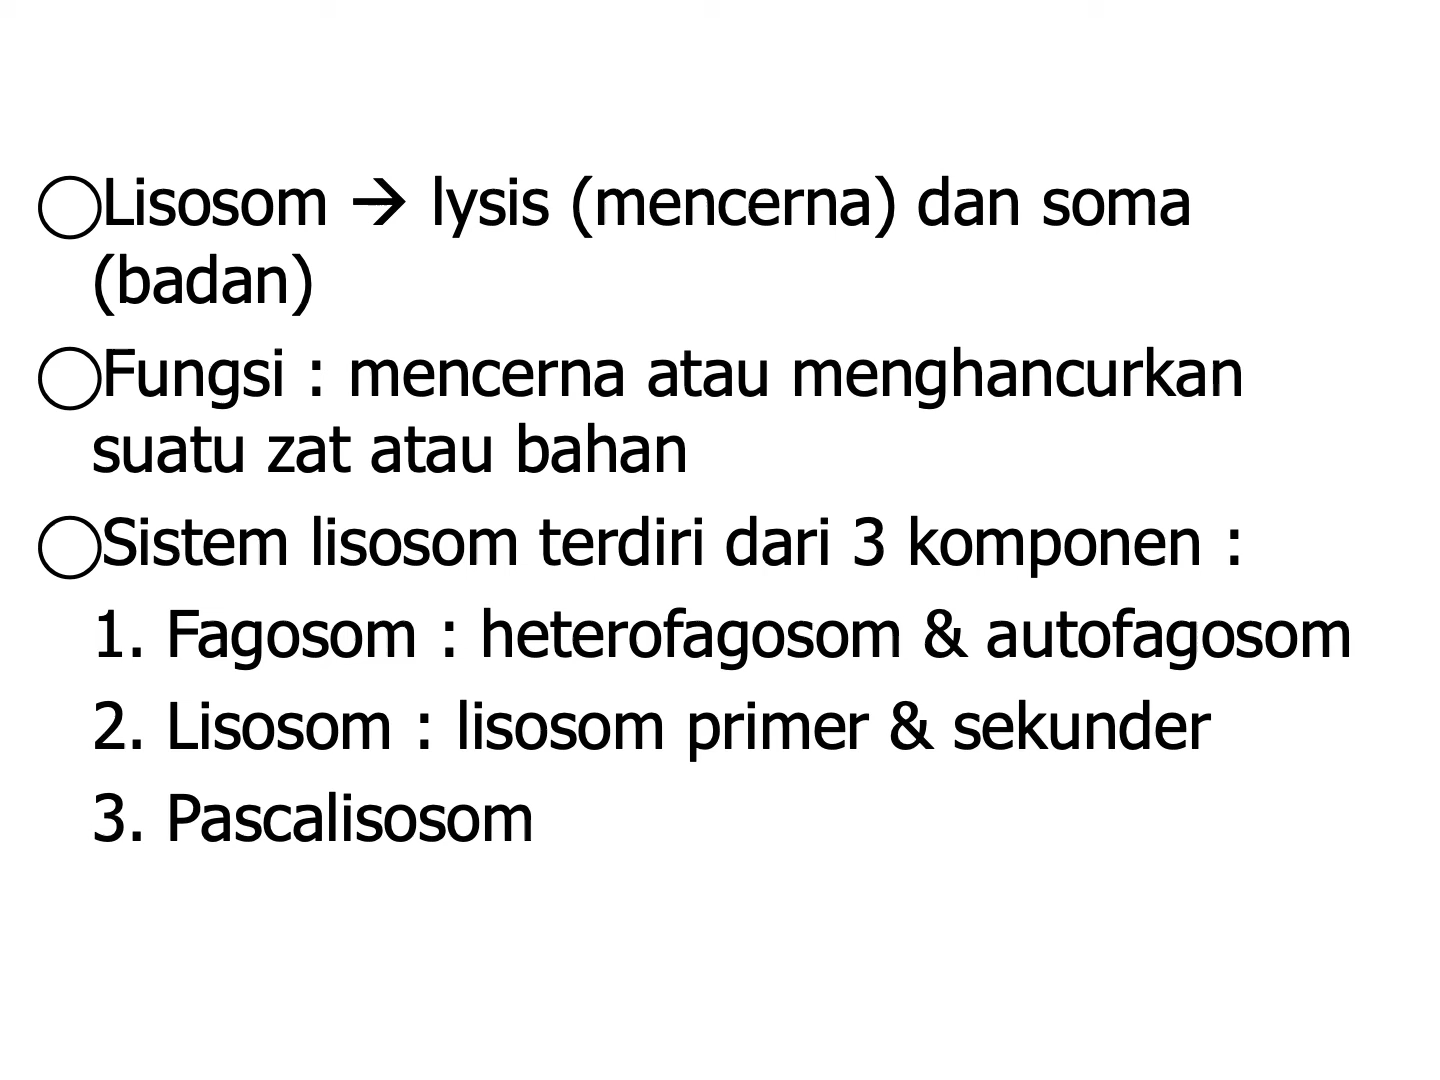 Lisosom → lysis (mencerna) dan soma
(badan)
Fungsi : mencerna atau menghancurkan
suatu zat atau bahan
Sistem lisosom terdiri dari 3 komponen :
1. Fagosom : heterofagosom & autofagosom
2. Lisosom : lisosom primer & sekunder
3. Pascalisosom